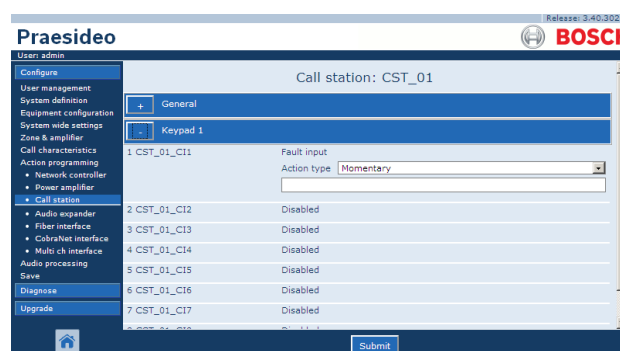 Release: 3.40.302
Praesideo
BOSCH
User: admin
Configure
User management
System definition
Equipment configuration
System wide settings
Zone & amplifier
Call characteristics
Action programming
• Network controller
• Power amplifier
• Call station
• Audio expander
• Fiber interface
• CobraNet interface
• Multi ch interface
Audio processing
Save
Diagnose
Upgrade
Call station: CST_01
+ General
- Keypad 1
1 CST_01_CI1 Fault input
Action type Momentary
2 CST_01_CI2 Disabled
3 CST_01_CI3 Disabled
4 CST_01_CI4 Disabled
5 CST_01_CI5 Disabled
6 CST_01_CI6 Disabled
7 CST_01_CI7 Disabled
Submit